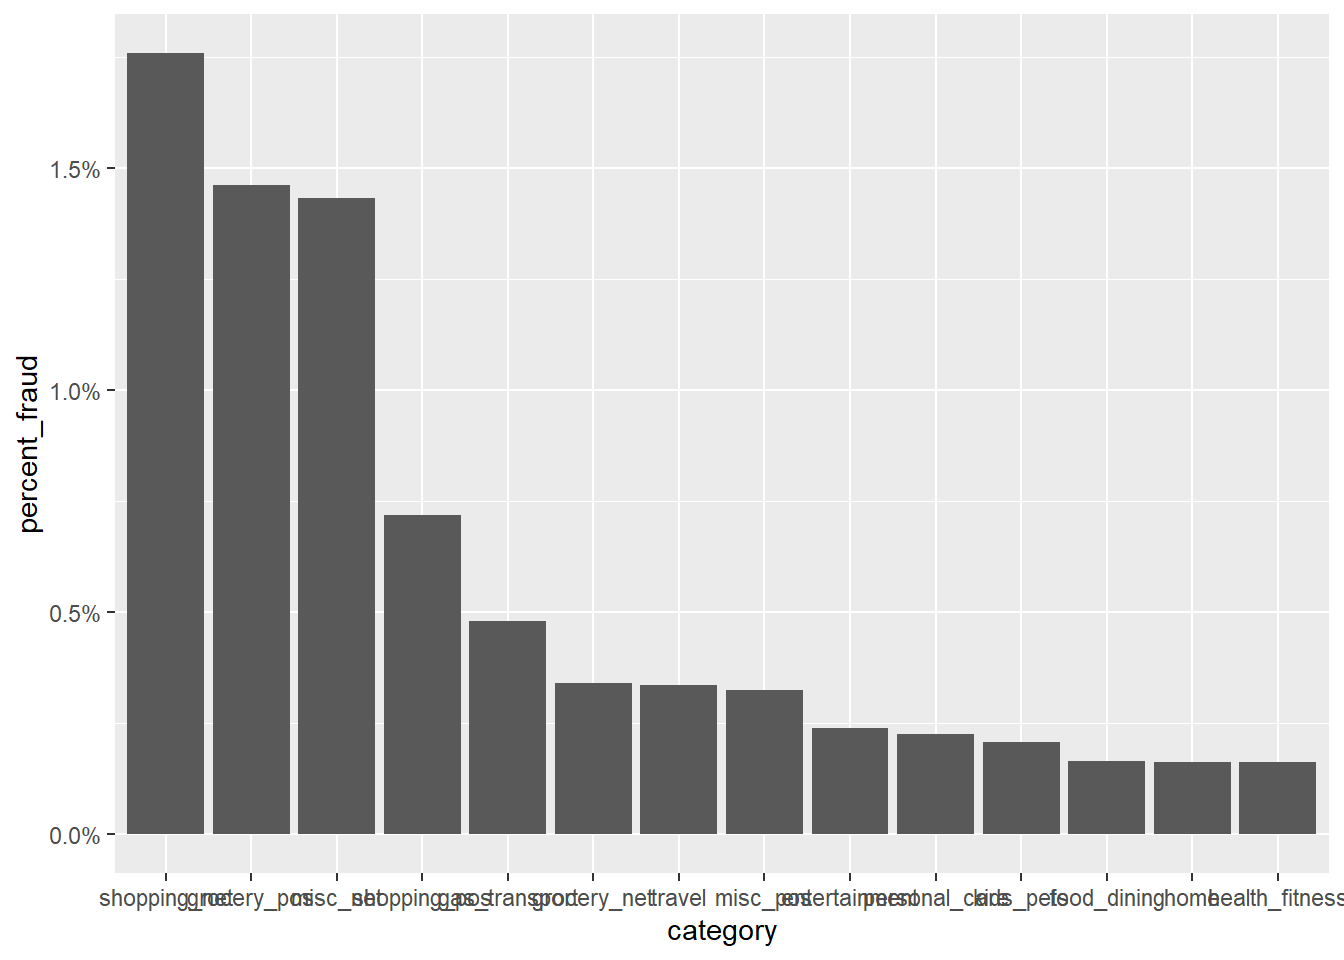 percent_fraud
1.5%
1.0%
0.5%
0.0%
shopping_net grocery_pos misc_net shopping_pos gas_transport grocery_net travel misc_pos entertainment personal_care kids_pets food_dining home health_fitness
category